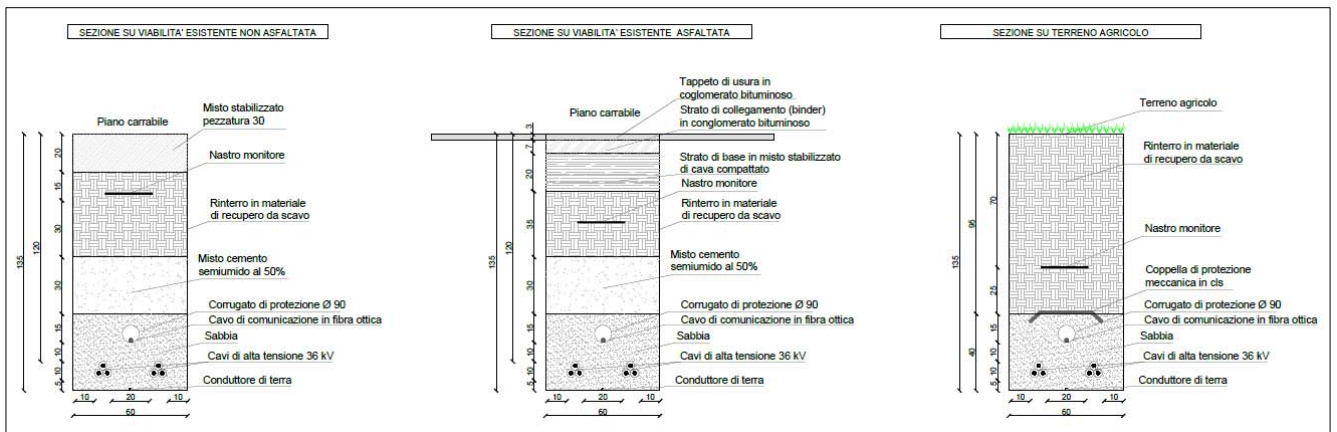 SEZIONE SU VIABILITA' ESISTENTE NON ASFALTATA
Piano carrabile
Misto stabilizzato
pezzatura 30
Nastro monitore
Rinterro in materiale
di recupero da scavo
Misto cemento
semiumido al 50%
Corrugato di protezione Ø 90
Cavo di comunicazione in fibra ottica
Sabbia
Cavi di alta tensione 36 kV
Conduttore di terra
135
120
20
15
30
30
15
10
10
5
10
20
10
60
SEZIONE SU VIABILITA' ESISTENTE ASFALTATA
Piano carrabile
Tappeto di usura in
coglomerato bituminoso
Strato di collegamento (binder)
in conglomerato bituminoso
Strato di base in misto stabilizzato
di cava compattato
Nastro monitore
Rinterro in materiale
di recupero da scavo
Misto cemento
semiumido al 50%
Corrugato di protezione Ø 90
Cavo di comunicazione in fibra ottica
Sabbia
Cavi di alta tensione 36 kV
Conduttore di terra
135
120
3
7
20
35
30
15
10
10
5
10
20
10
60
SEZIONE SU TERRENO AGRICOLO
Terreno agricolo
Rinterro in materiale
di recupero da scavo
Nastro monitore
Coppella di protezione
meccanica in cls
Corrugato di protezione Ø 90
Cavo di comunicazione in fibra ottica
Sabbia
Cavi di alta tensione 36 kV
Conduttore di terra
135
95
40
70
25
15
10
10
5
10
20
10
60